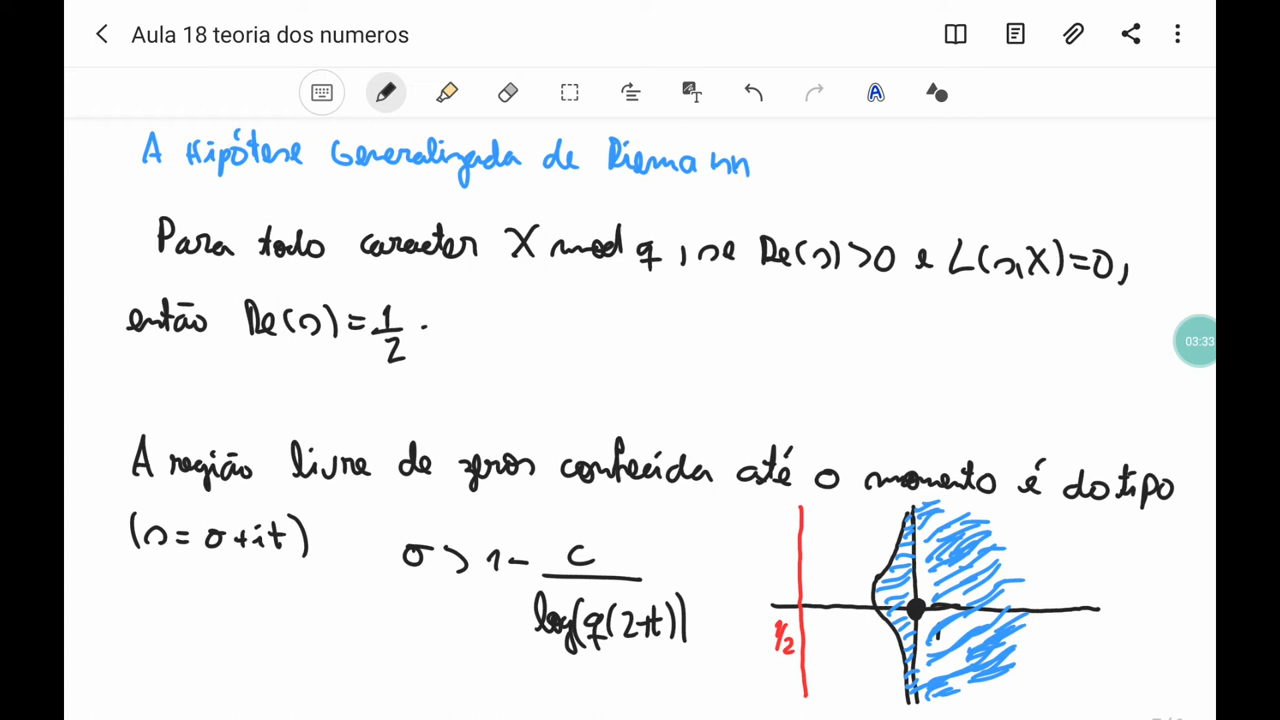 Aula 18 teoria dos numeros
A Hipótese Generalizada de Riemann
Para todo caracter χ mod q, se Re(s)>0 e L(s,χ)=0,
então Re(s)=1/2.
03:33
A região livre de zeros conhecida até o momento é do tipo
(s=σ+it)
σ > 1 - c/log(q(2+t))
1/2
1